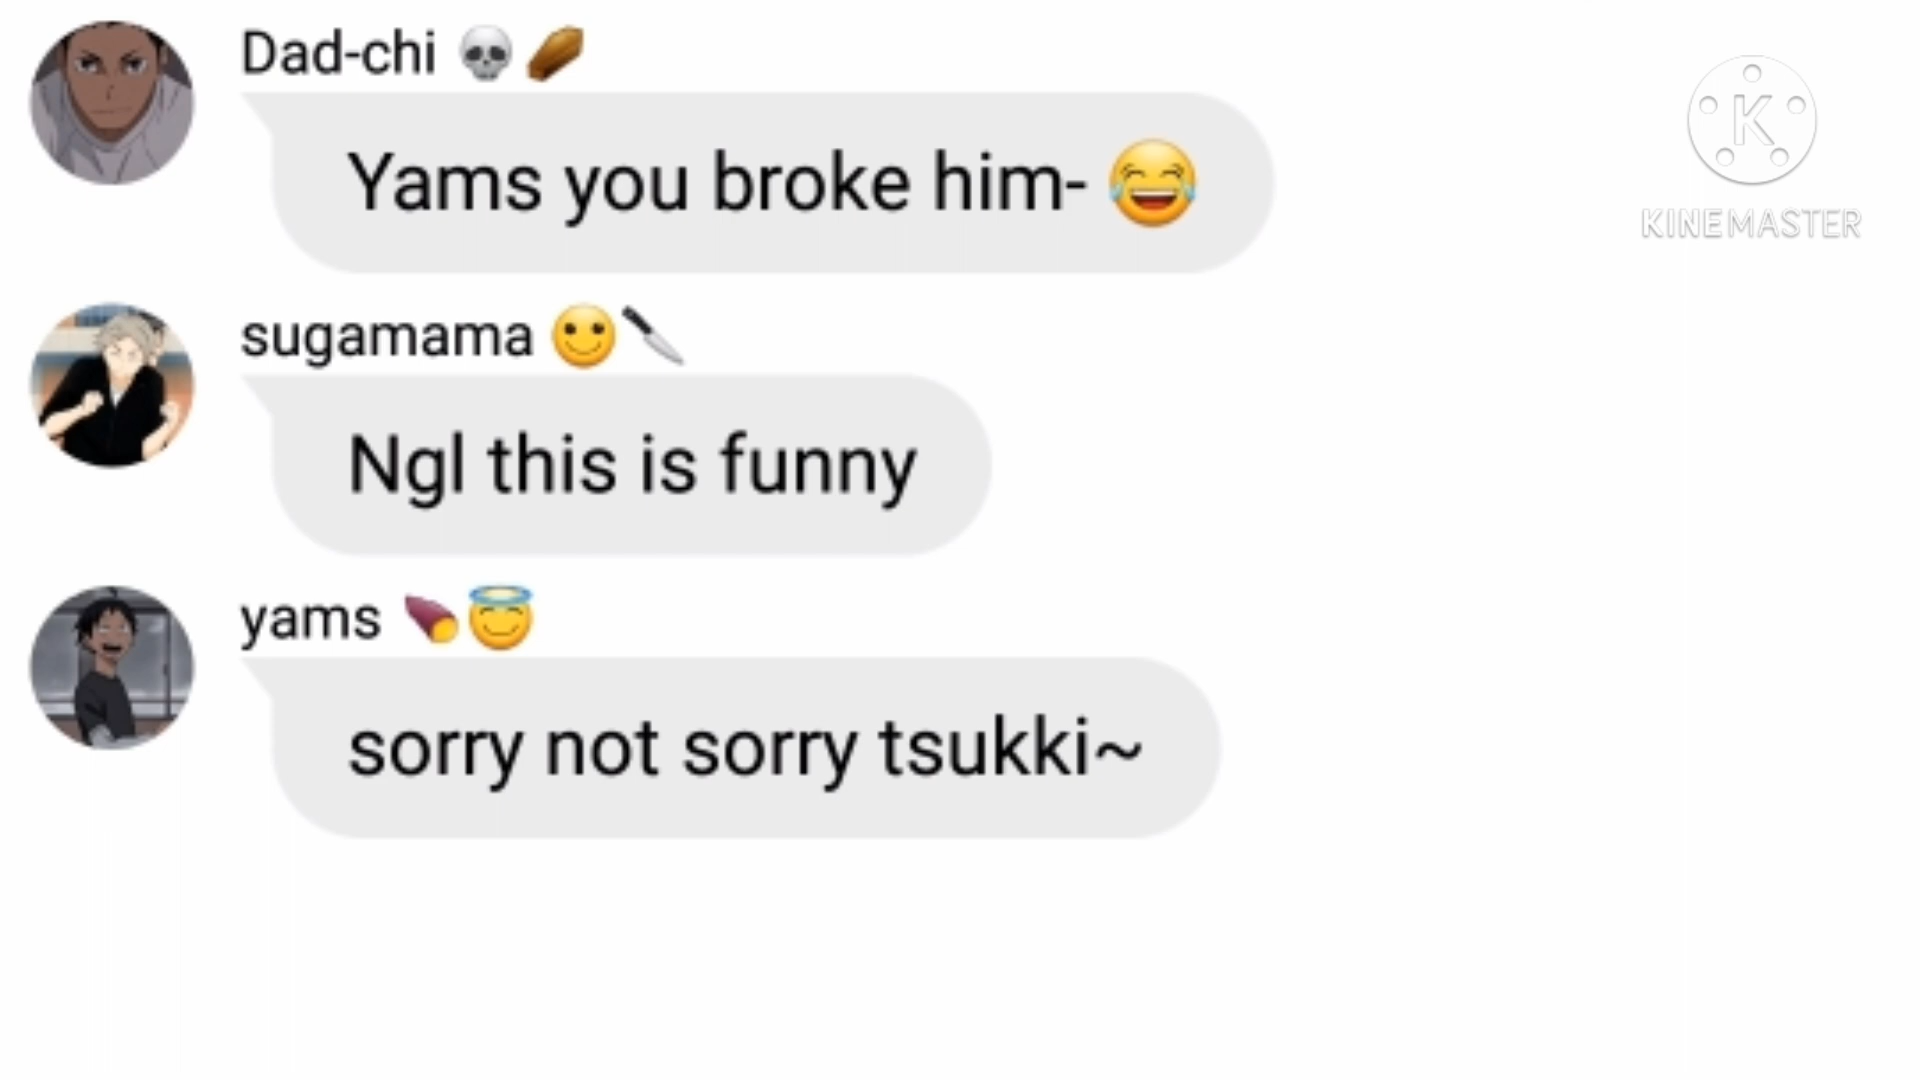 Dad-chi 💀⚰️
Yams you broke him- 😂
K
KINEMASTER
sugamama 🙂🔪
Ngl this is funny
yams 🍠😇
sorry not sorry tsukki~